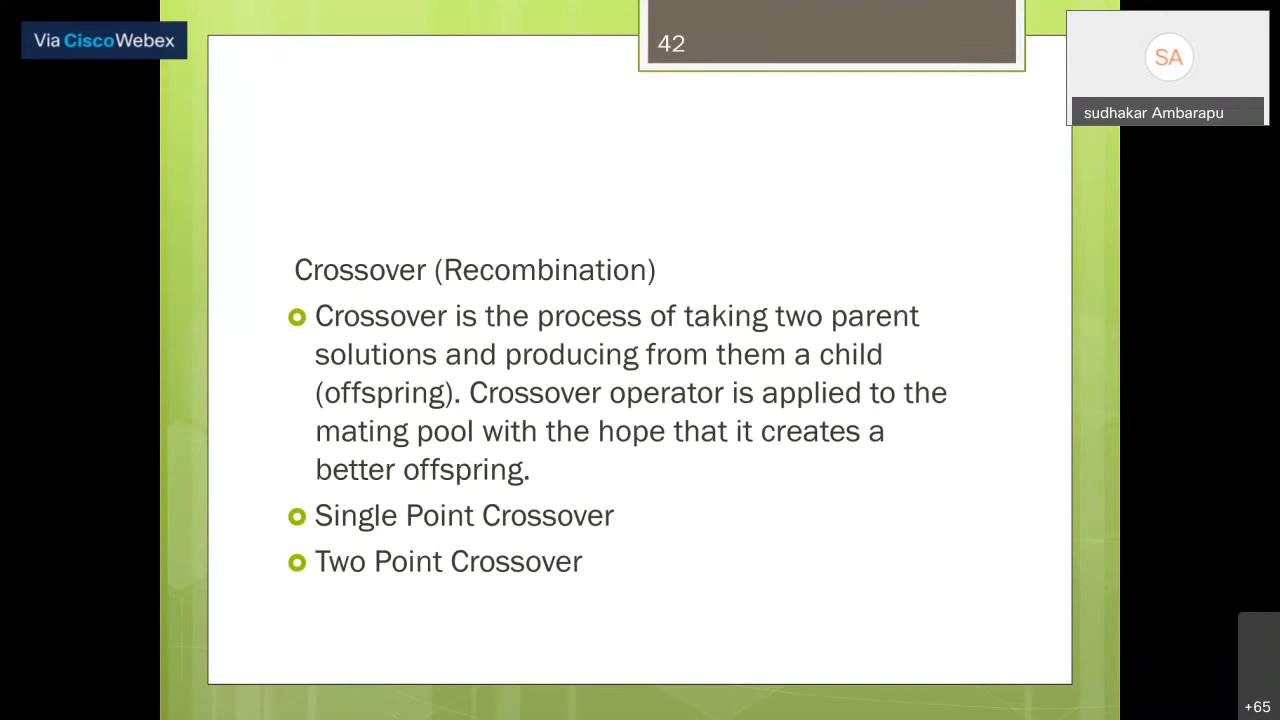 Via CiscoWebex
42
SA
sudhakar Ambarapu
Crossover (Recombination)
Crossover is the process of taking two parent
solutions and producing from them a child
(offspring). Crossover operator is applied to the
mating pool with the hope that it creates a
better offspring.
Single Point Crossover
Two Point Crossover
+65